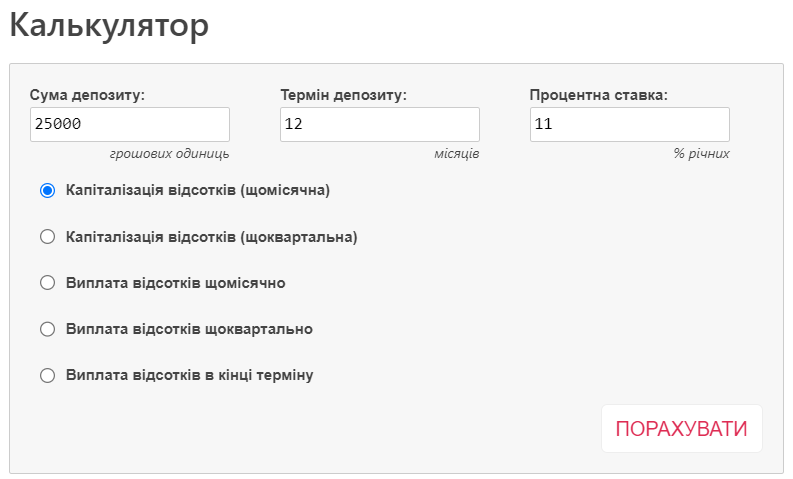 Калькулятор
Сума депозиту: Термін депозиту: Процентна ставка:
25000 12 11
грошових одиниць місяців % річних
Капіталізація відсотків (щомісячна)
Капіталізація відсотків (щоквартальна)
Виплата відсотків щомісячно
Виплата відсотків щоквартально
Виплата відсотків в кінці терміну
ПОРАХУВАТИ